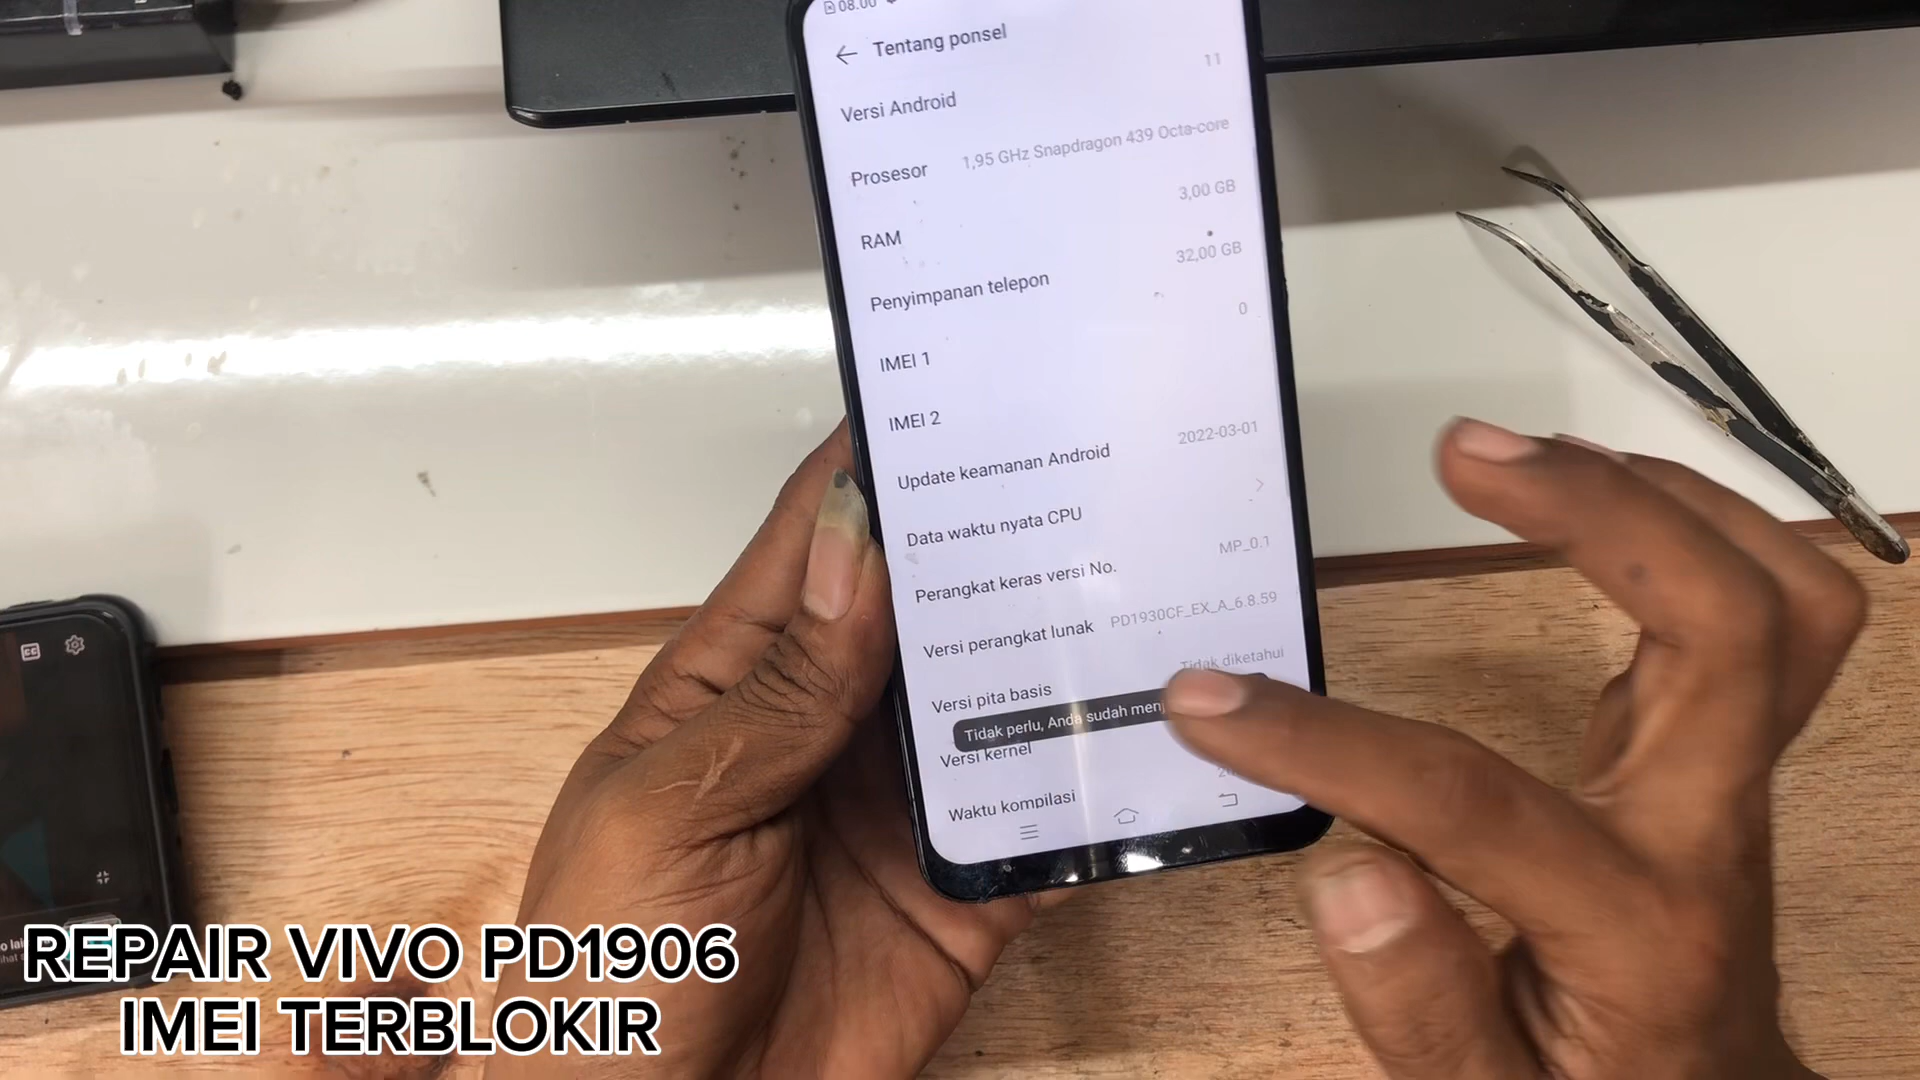 08.00
Tentang ponsel
Versi Android 11
Prosesor 1,95 GHz Snapdragon 439 Octa-core
RAM 3,00 GB
Penyimpanan telepon 32,00 GB
IMEI 1 0
IMEI 2
Update keamanan Android 2022-03-01
Data waktu nyata CPU
Perangkat keras versi No. MP_0.1
Versi perangkat lunak PD1930CF_EX_A_6.8.59
Versi pita basis Tidak diketahui
Tidak perlu, Anda sudah
Versi kernel
Waktu kompilasi
CC
REPAIR VIVO PD1906
IMEI TERBLOKIR